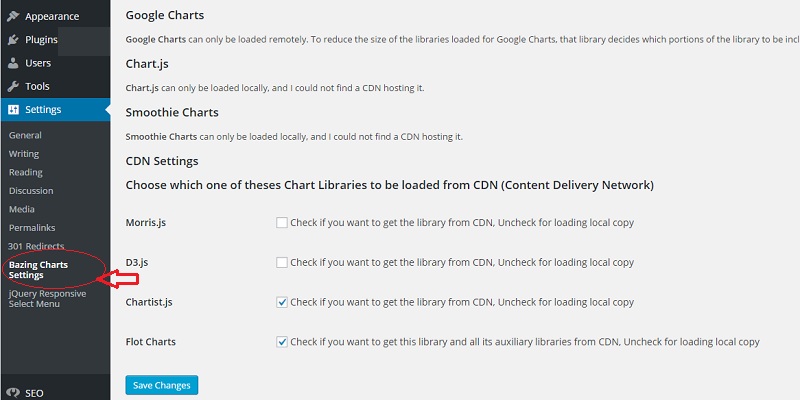 Appearance
Plugins
Users
Tools
Settings
General
Writing
Reading
Discussion
Media
Permalinks
301 Redirects
Bazing Charts
Settings
jQuery Responsive
Select Menu
SEO
Google Charts
Google Charts can only be loaded remotely. To reduce the size of the libraries loaded for Google Charts, that library decides which portions of the library to be inclu
Chart.js
Chart.js can only be loaded locally, and I could not find a CDN hosting it.
Smoothie Charts
Smoothie Charts can only be loaded locally, and I could not find a CDN hosting it.
CDN Settings
Choose which one of theses Chart Libraries to be loaded from CDN (Content Delivery Network)
Morris.js Check if you want to get the library from CDN, Uncheck for loading local copy
D3.js Check if you want to get the library from CDN, Uncheck for loading local copy
Chartist.js Check if you want to get the library from CDN, Uncheck for loading local copy
Flot Charts Check if you want to get this library and all its auxiliary libraries from CDN, Uncheck for loading local copy
Save Changes